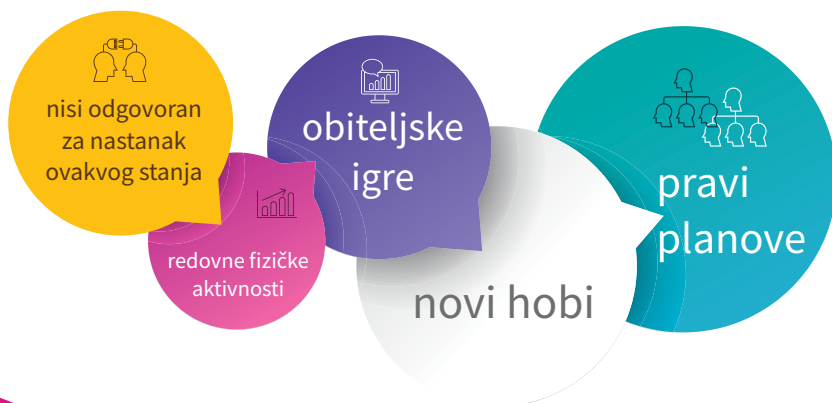 nisi odgovoran
za nastanak
ovakvog stanja
redovne fizičke
aktivnosti
obiteljske
igre
novi hobi
pravi
planove